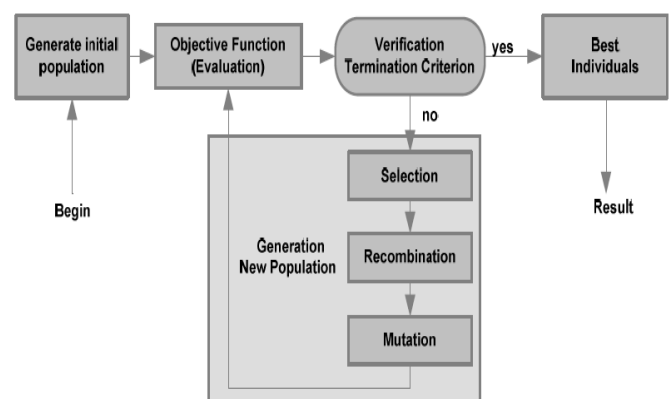 Generate initial
population
Objective Function
(Evaluation)
Verification
Termination Criterion
yes
Best
Individuals
no
Selection
Begin
Result
Generation
New Population
Recombination
Mutation